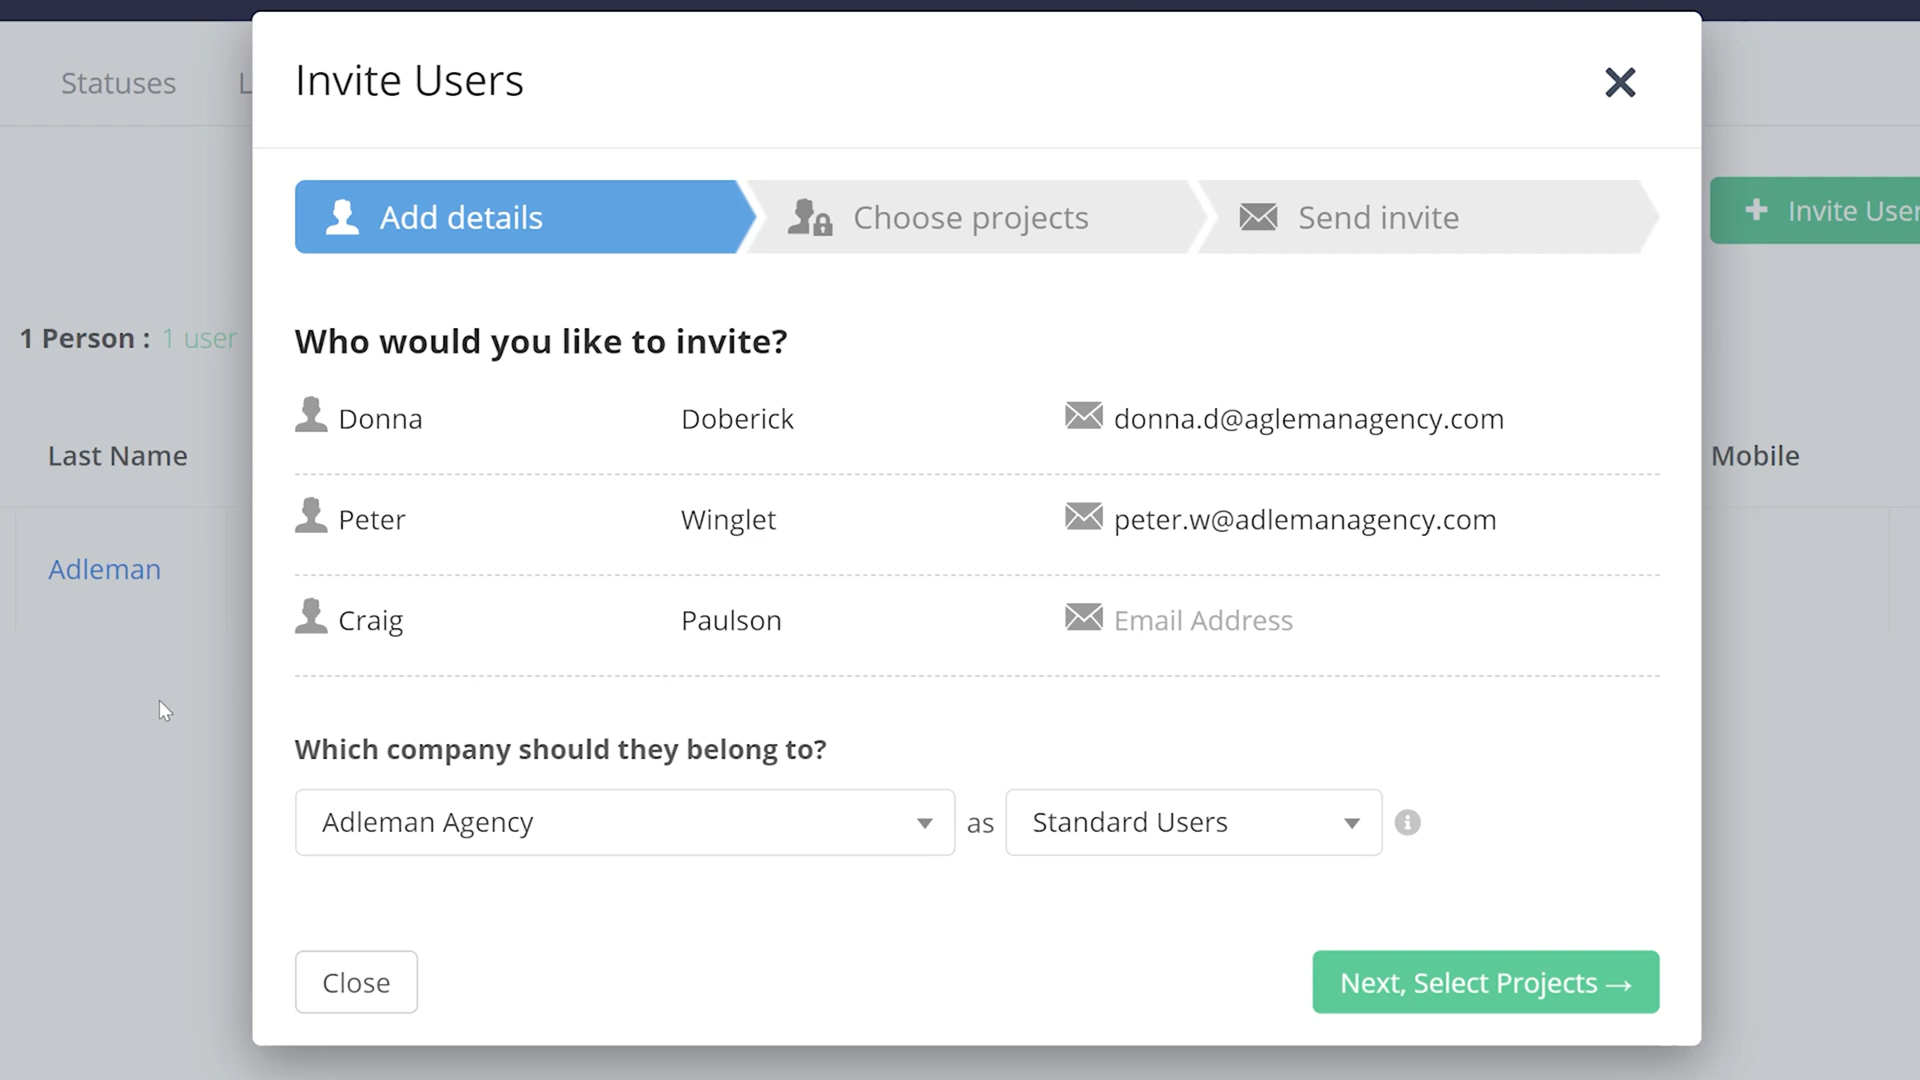 Statuses
Invite Users
Add details
Choose projects
Send invite
Invite User
1 Person : 1 user
Who would you like to invite?
Donna Doberick donna.d@aglemanagency.com
Last Name
Mobile
Peter Winglet peter.w@adlemanagency.com
Adleman
Craig Paulson Email Address
Which company should they belong to?
Adleman Agency as Standard Users
Close
Next, Select Projects →